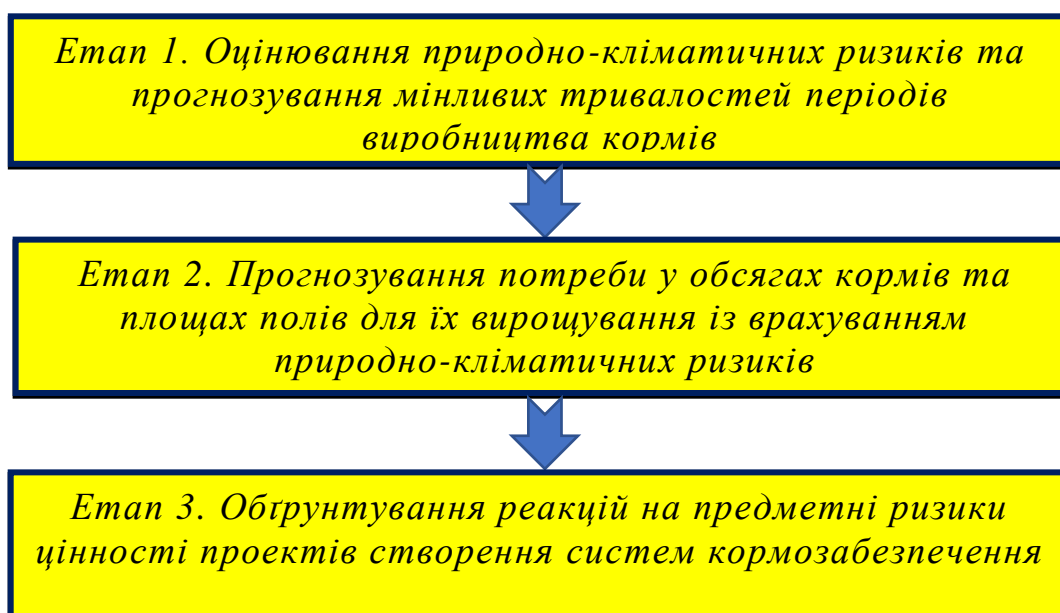 Етап 1. Оцінювання природно-кліматичних ризиків та
прогнозування мінливих тривалостей періодів
виробництва кормів
Етап 2. Прогнозування потреби у обсягах кормів та
площах полів для їх вирощування із врахуванням
природно-кліматичних ризиків
Етап 3. Обґрунтування реакцій на предметні ризики
цінності проектів створення систем кормозабезпечення